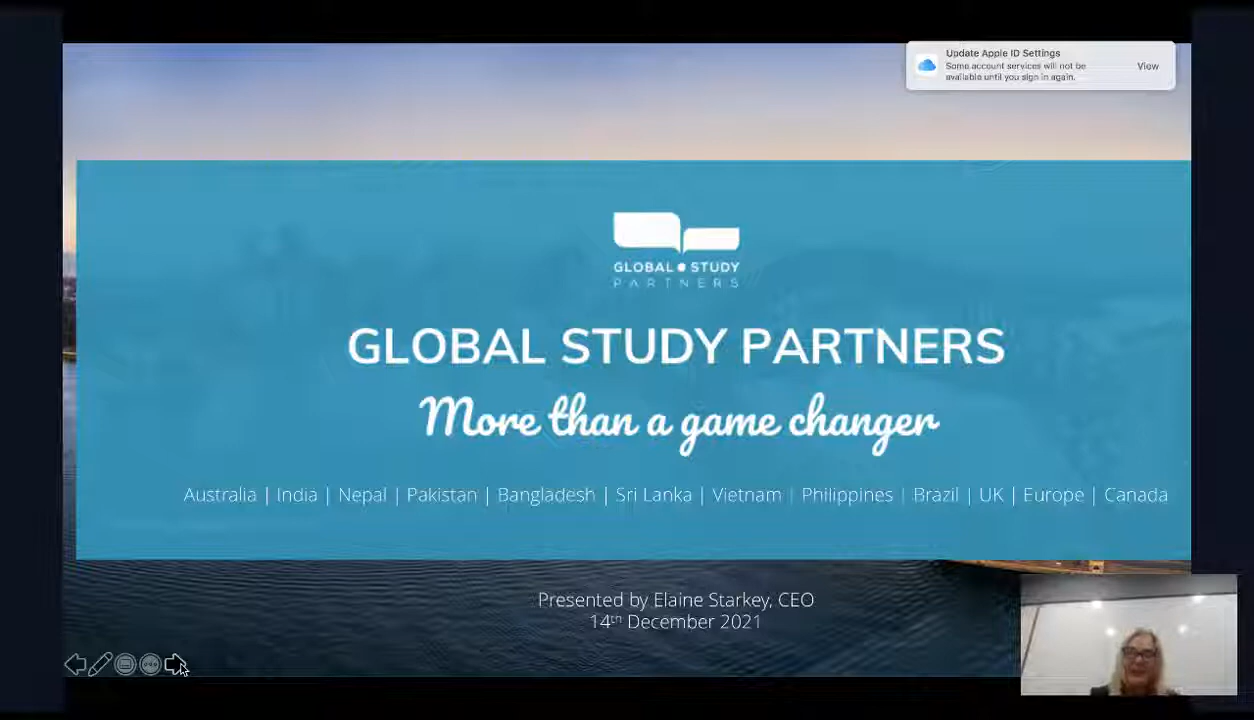 Update Apple ID Settings
Some account services will not be
available until you sign in again.
View
GLOBAL STUDY
PARTNERS
GLOBAL STUDY PARTNERS
More than a game changer
Australia | India | Nepal | Pakistan | Bangladesh | Sri Lanka | Vietnam | Philippines | Brazil | UK | Europe | Canada
Presented by Elaine Starkey, CEO
14th December 2021